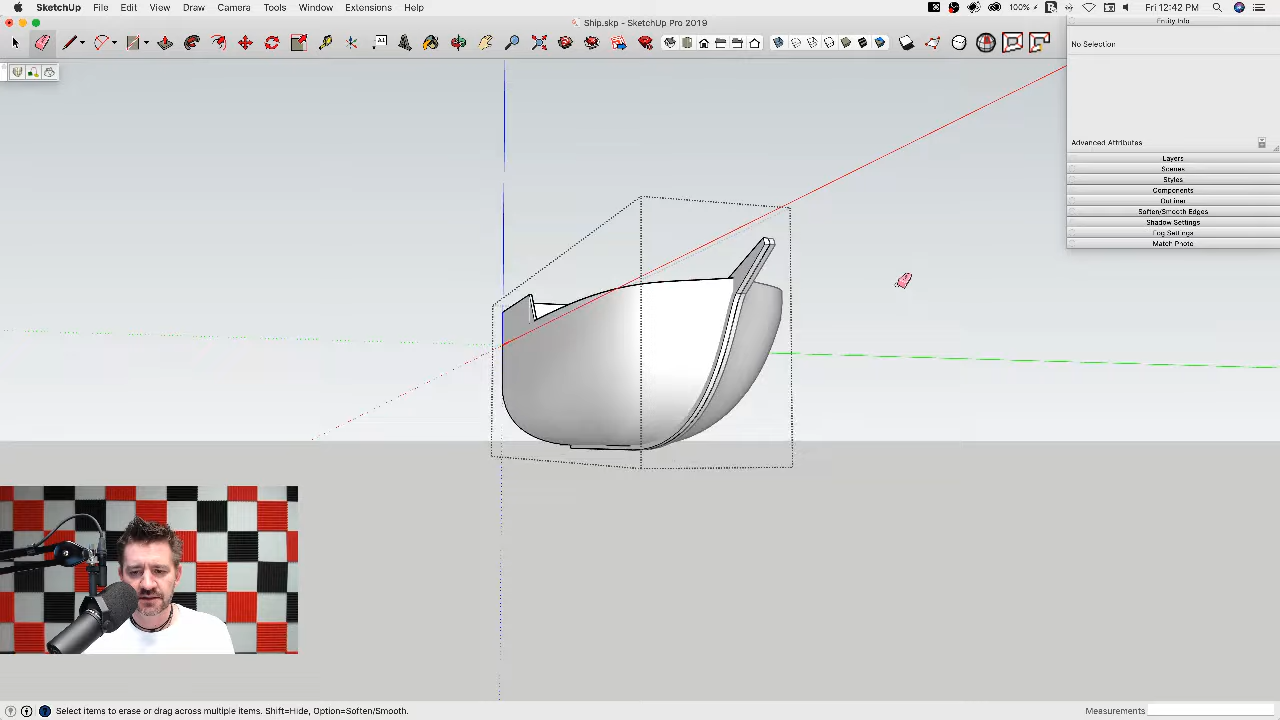 SketchUp File Edit View Draw Camera Tools Window Extensions Help
100% Fri 12:42 PM
Ship.skp - SketchUp Pro 2019
Entity Info
No Selection
Advanced Attributes
Layers
Scenes
Styles
Components
Outliner
Soften/Smooth Edges
Shadow Settings
Fog Settings
Match Photo
Select items to erase or drag across multiple items. Shift=Hide, Option=Soften/Smooth.
Measurements